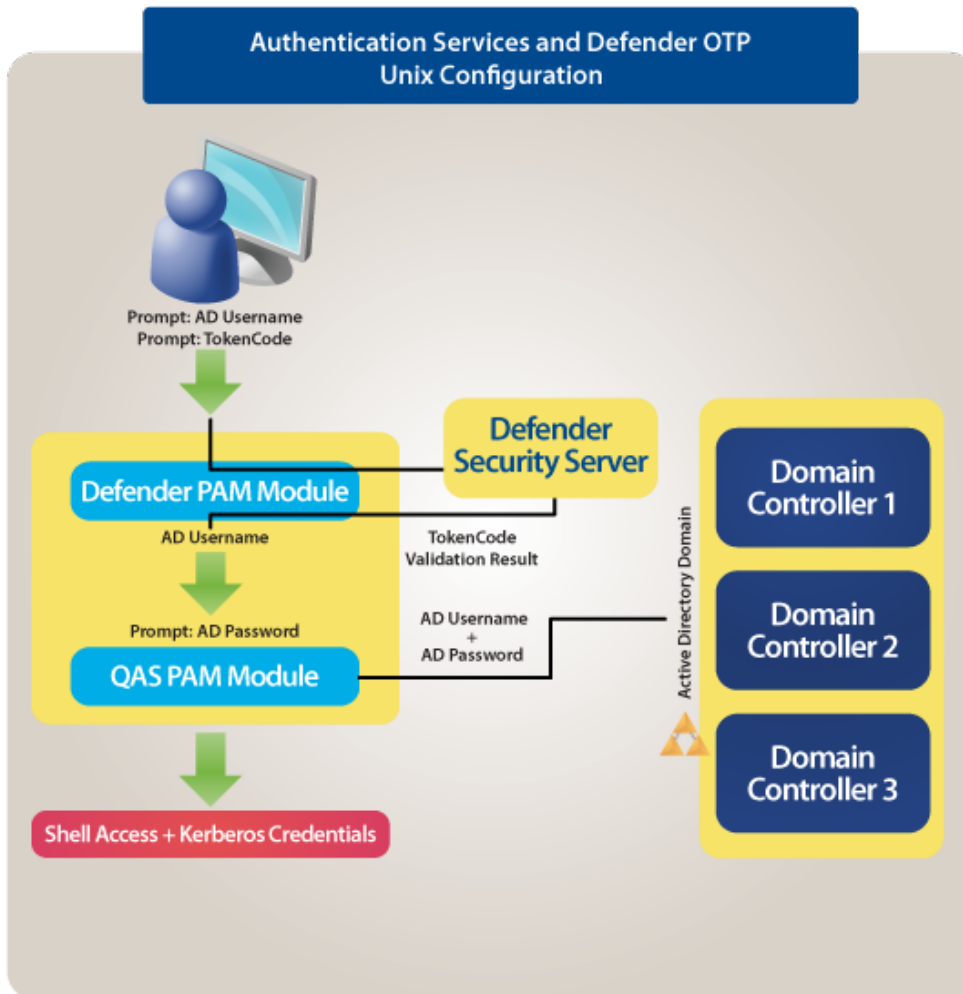 Authentication Services and Defender OTP
Unix Configuration
Prompt: AD Username
Prompt: TokenCode
Defender
Security Server
Defender PAM Module
AD Username
TokenCode
Validation Result
Prompt: AD Password
AD Username
+
AD Password
QAS PAM Module
Shell Access + Kerberos Credentials
Active Directory Domain
Domain
Controller 1
Domain
Controller 2
Domain
Controller 3